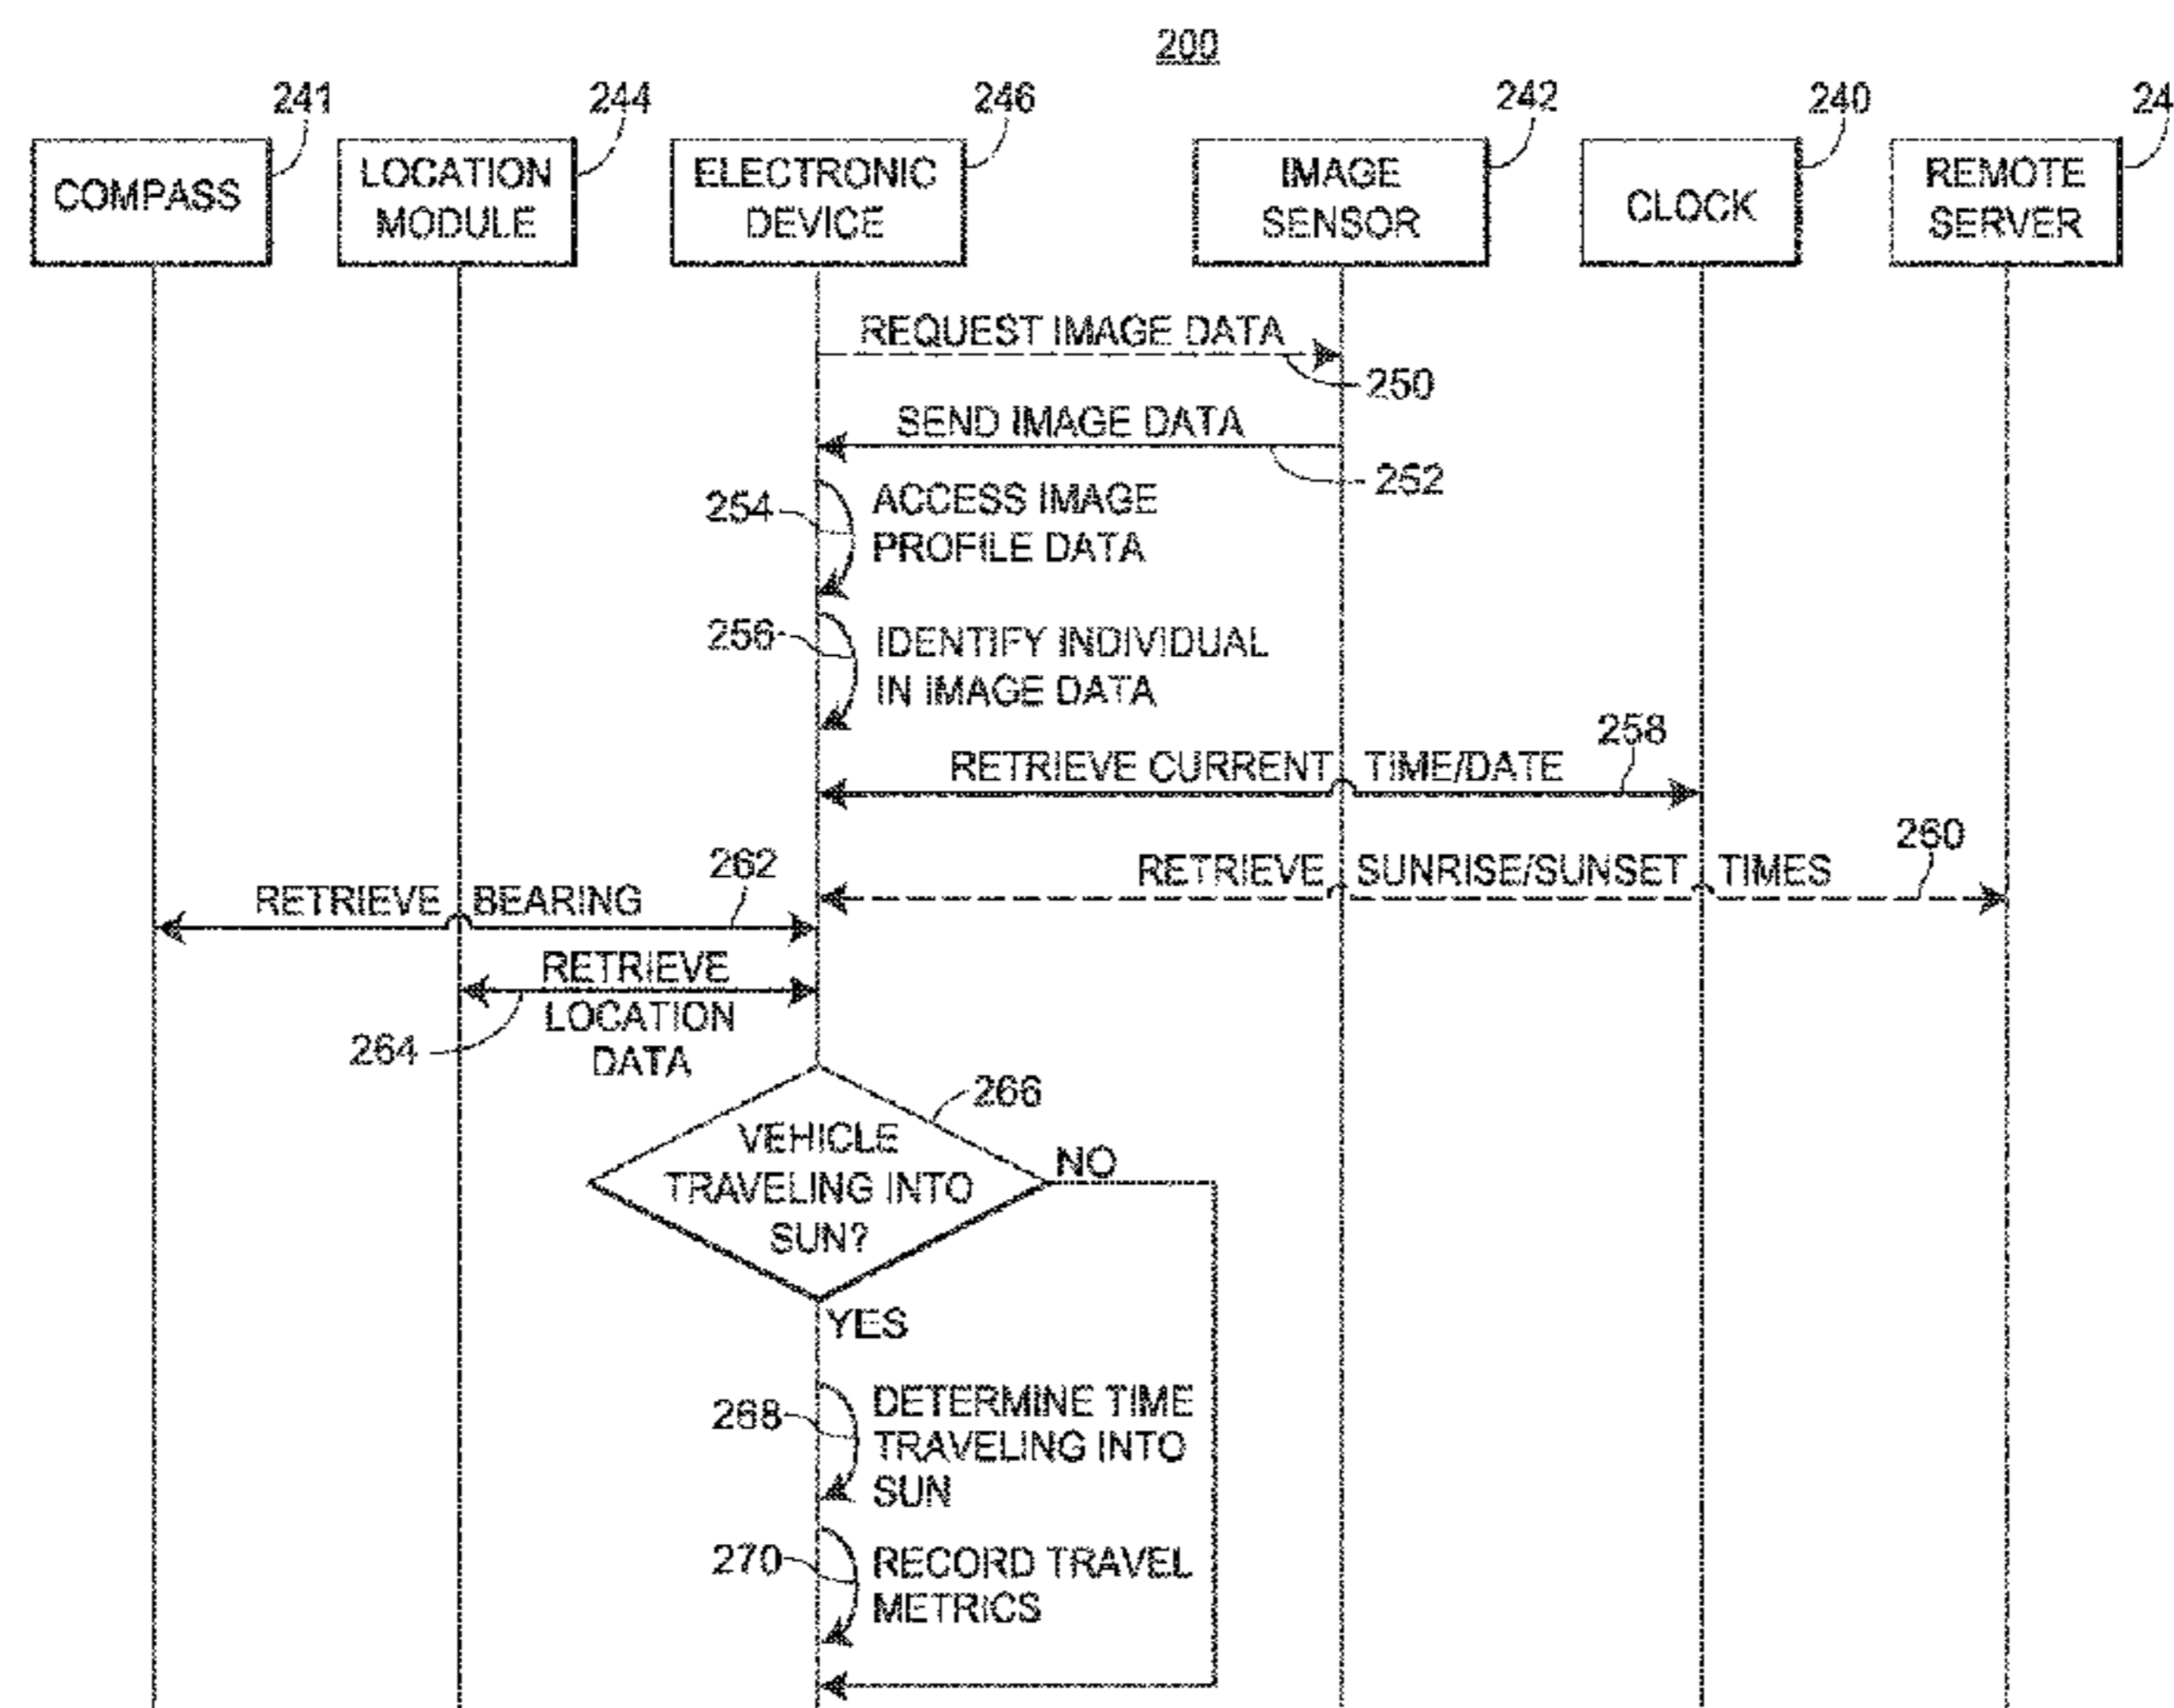 200
241
244
246
242
240
24
COMPASS
LOCATION
MODULE
ELECTRONIC
DEVICE
IMAGE
SENSOR
CLOCK
REMOTE
SERVER
REQUEST IMAGE DATA
250
SEND IMAGE DATA
252
254
ACCESS IMAGE
PROFILE DATA
256
IDENTIFY INDIVIDUAL
IN IMAGE DATA
258
RETRIEVE CURRENT TIME/DATE
260
RETRIEVE SUNRISE/SUNSET TIMES
262
RETRIEVE BEARING
RETRIEVE
LOCATION
DATA
264
266
VEHICLE
TRAVELING INTO
SUN?
NO
YES
268
DETERMINE TIME
TRAVELING INTO
SUN
270
RECORD TRAVEL
METRICS